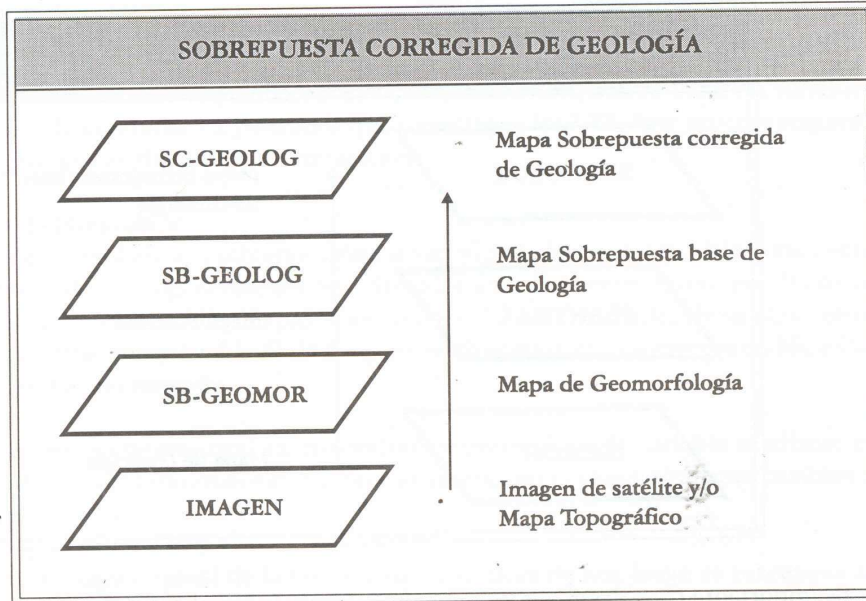 SOBREPUESTA CORREGIDA DE GEOLOGÍA
SC-GEOLOG
Mapa Sobrepuesta corregida
de Geología
SB-GEOLOG
Mapa Sobrepuesta base de
Geología
SB-GEOMOR
Mapa de Geomorfología
IMAGEN
Imagen de satélite y/o
Mapa Topográfico